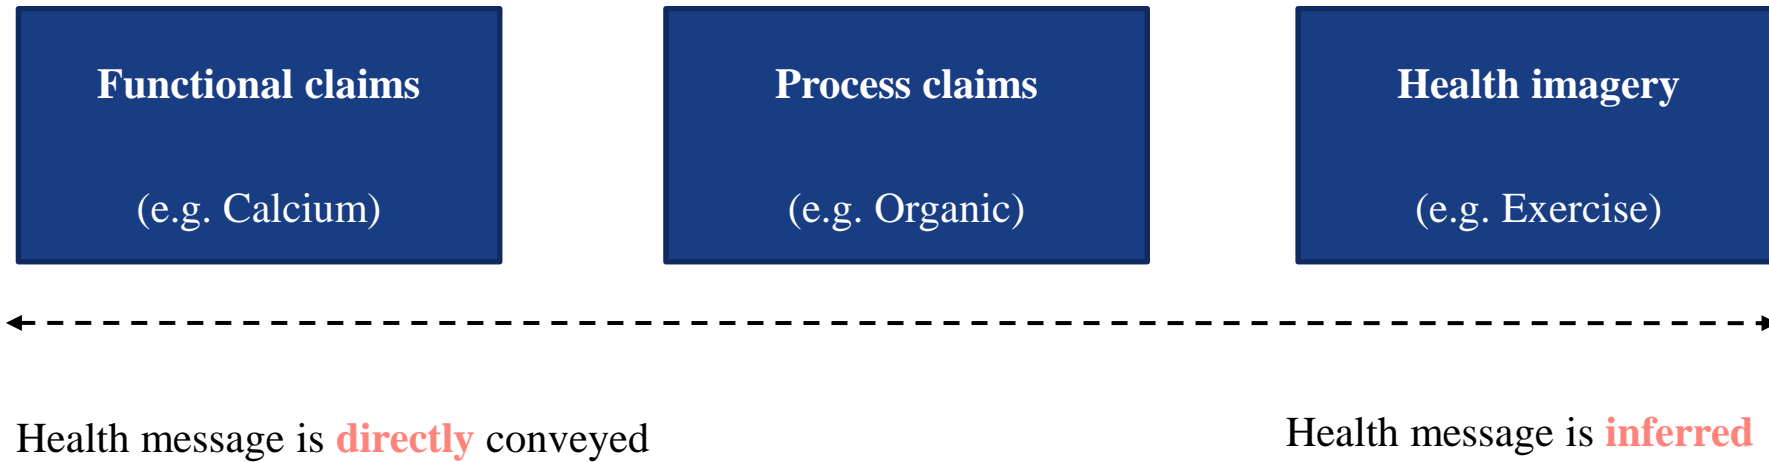 Functional claims
(e.g. Calcium)
Process claims
(e.g. Organic)
Health imagery
(e.g. Exercise)
Health message is directly conveyed
Health message is inferred